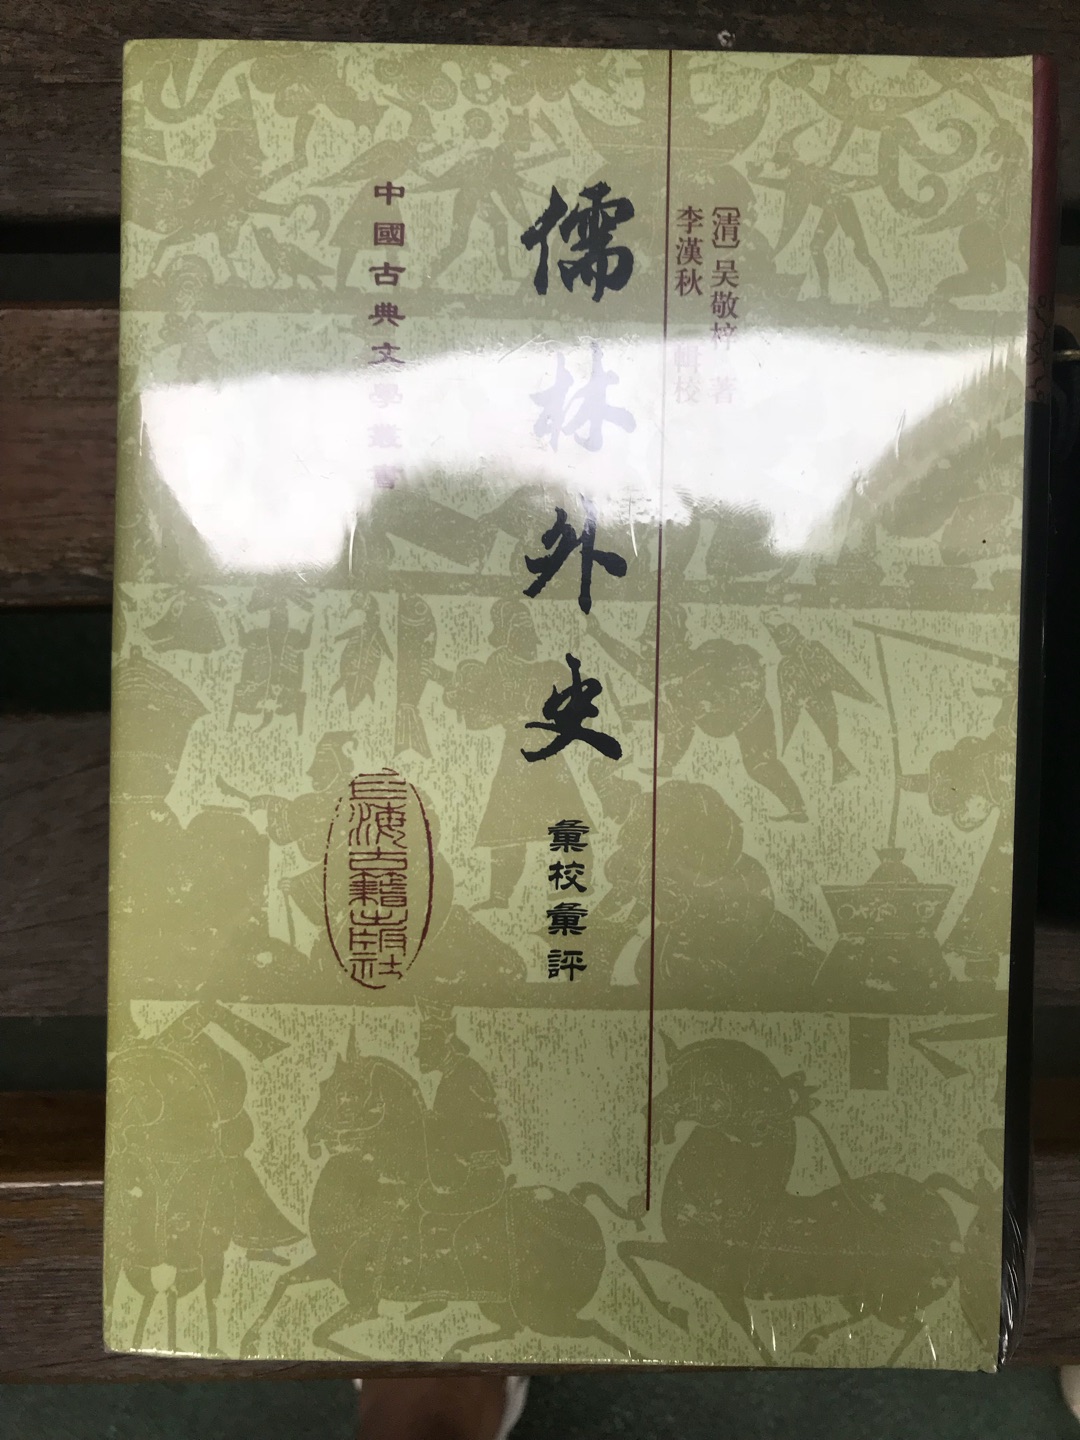 〔清〕吴敬梓 著
李漢秋 輯校
儒林外史
彙校彙評
中國古典文學叢書
上海古籍出版社